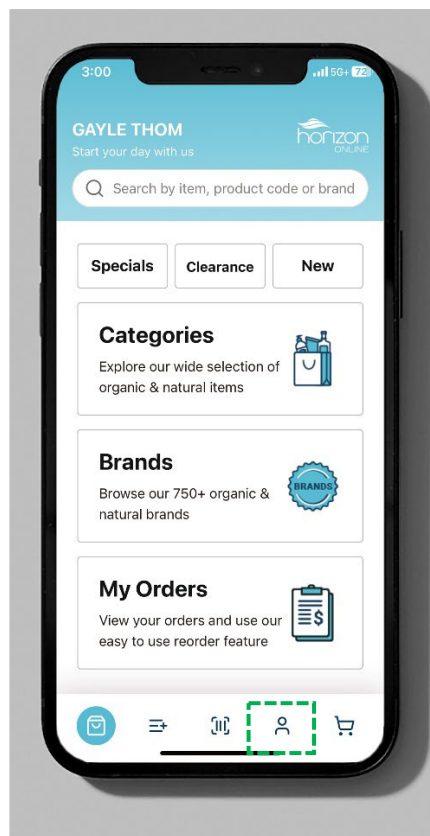 3:00
5G+ 72
GAYLE THOM
Start your day with us
horizon
ONLINE
Search by item, product code or brand
Specials
Clearance
New
Categories
Explore our wide selection of
organic & natural items
BRANDS
Brands
Browse our 750+ organic &
natural brands
My Orders
View your orders and use our
easy to use reorder feature
$